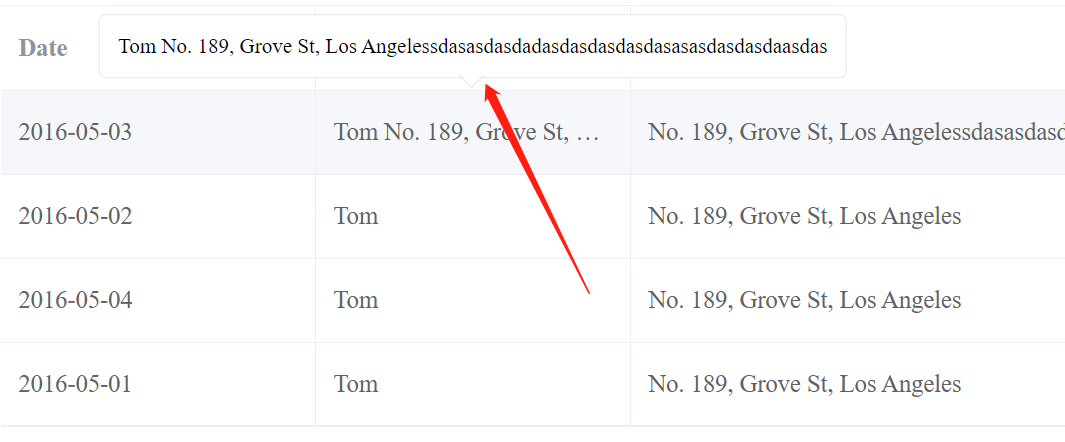 Date
Tom No. 189, Grove St, Los Angelessdasasdasdadasdasdasdasdasasasdasdasdaasdas
2016-05-03 Tom No. 189, Grove St, … No. 189, Grove St, Los Angelessdasasdasd
2016-05-02 Tom No. 189, Grove St, Los Angeles
2016-05-04 Tom No. 189, Grove St, Los Angeles
2016-05-01 Tom No. 189, Grove St, Los Angeles